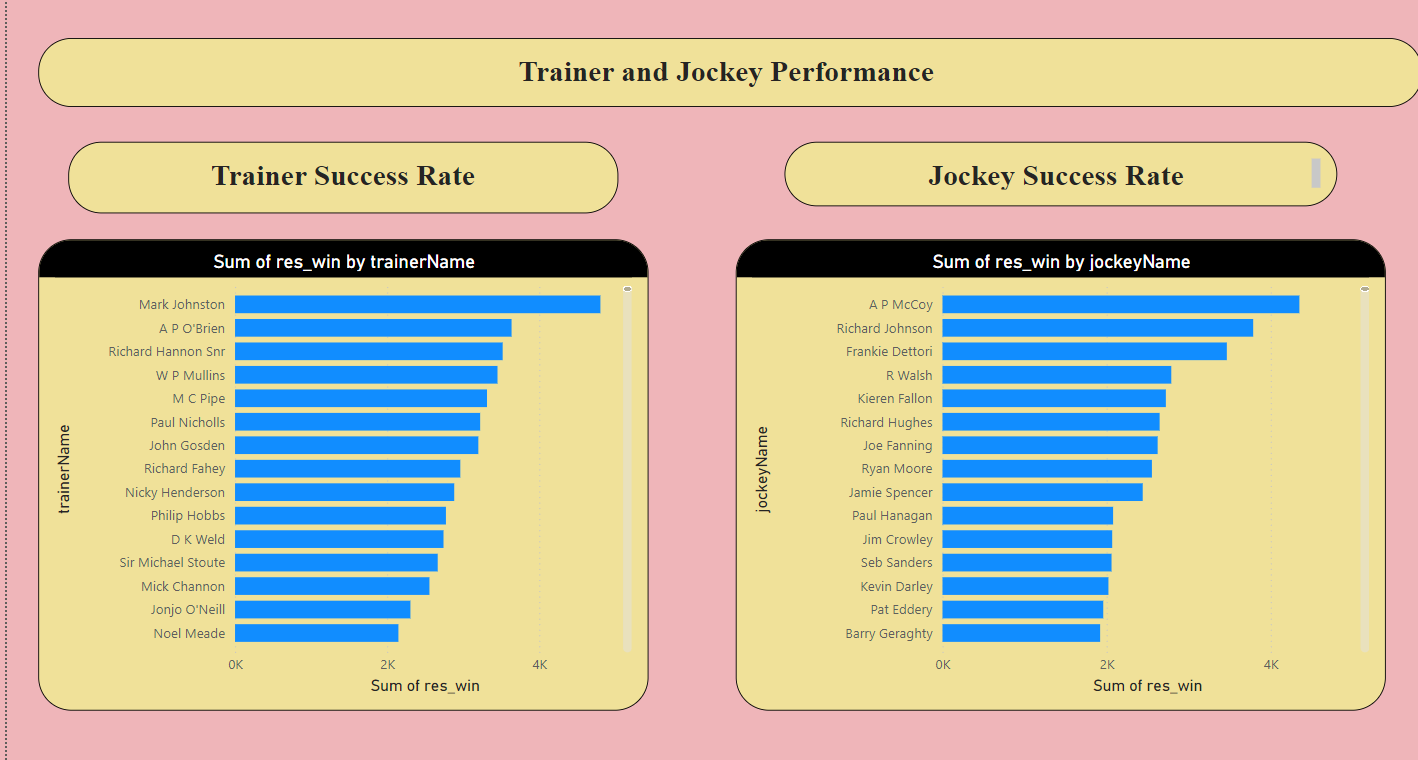 Trainer and Jockey Performance
Trainer Success Rate
Jockey Success Rate
Sum of res_win by trainerName
trainerName
Mark Johnston
A P O'Brien
Richard Hannon Snr
W P Mullins
M C Pipe
Paul Nicholls
John Gosden
Richard Fahey
Nicky Henderson
Philip Hobbs
D K Weld
Sir Michael Stoute
Mick Channon
Jonjo O'Neill
Noel Meade
0K 2K 4K
Sum of res_win
Sum of res_win by jockeyName
jockeyName
A P McCoy
Richard Johnson
Frankie Dettori
R Walsh
Kieren Fallon
Richard Hughes
Joe Fanning
Ryan Moore
Jamie Spencer
Paul Hanagan
Jim Crowley
Seb Sanders
Kevin Darley
Pat Eddery
Barry Geraghty
0K 2K 4K
Sum of res_win